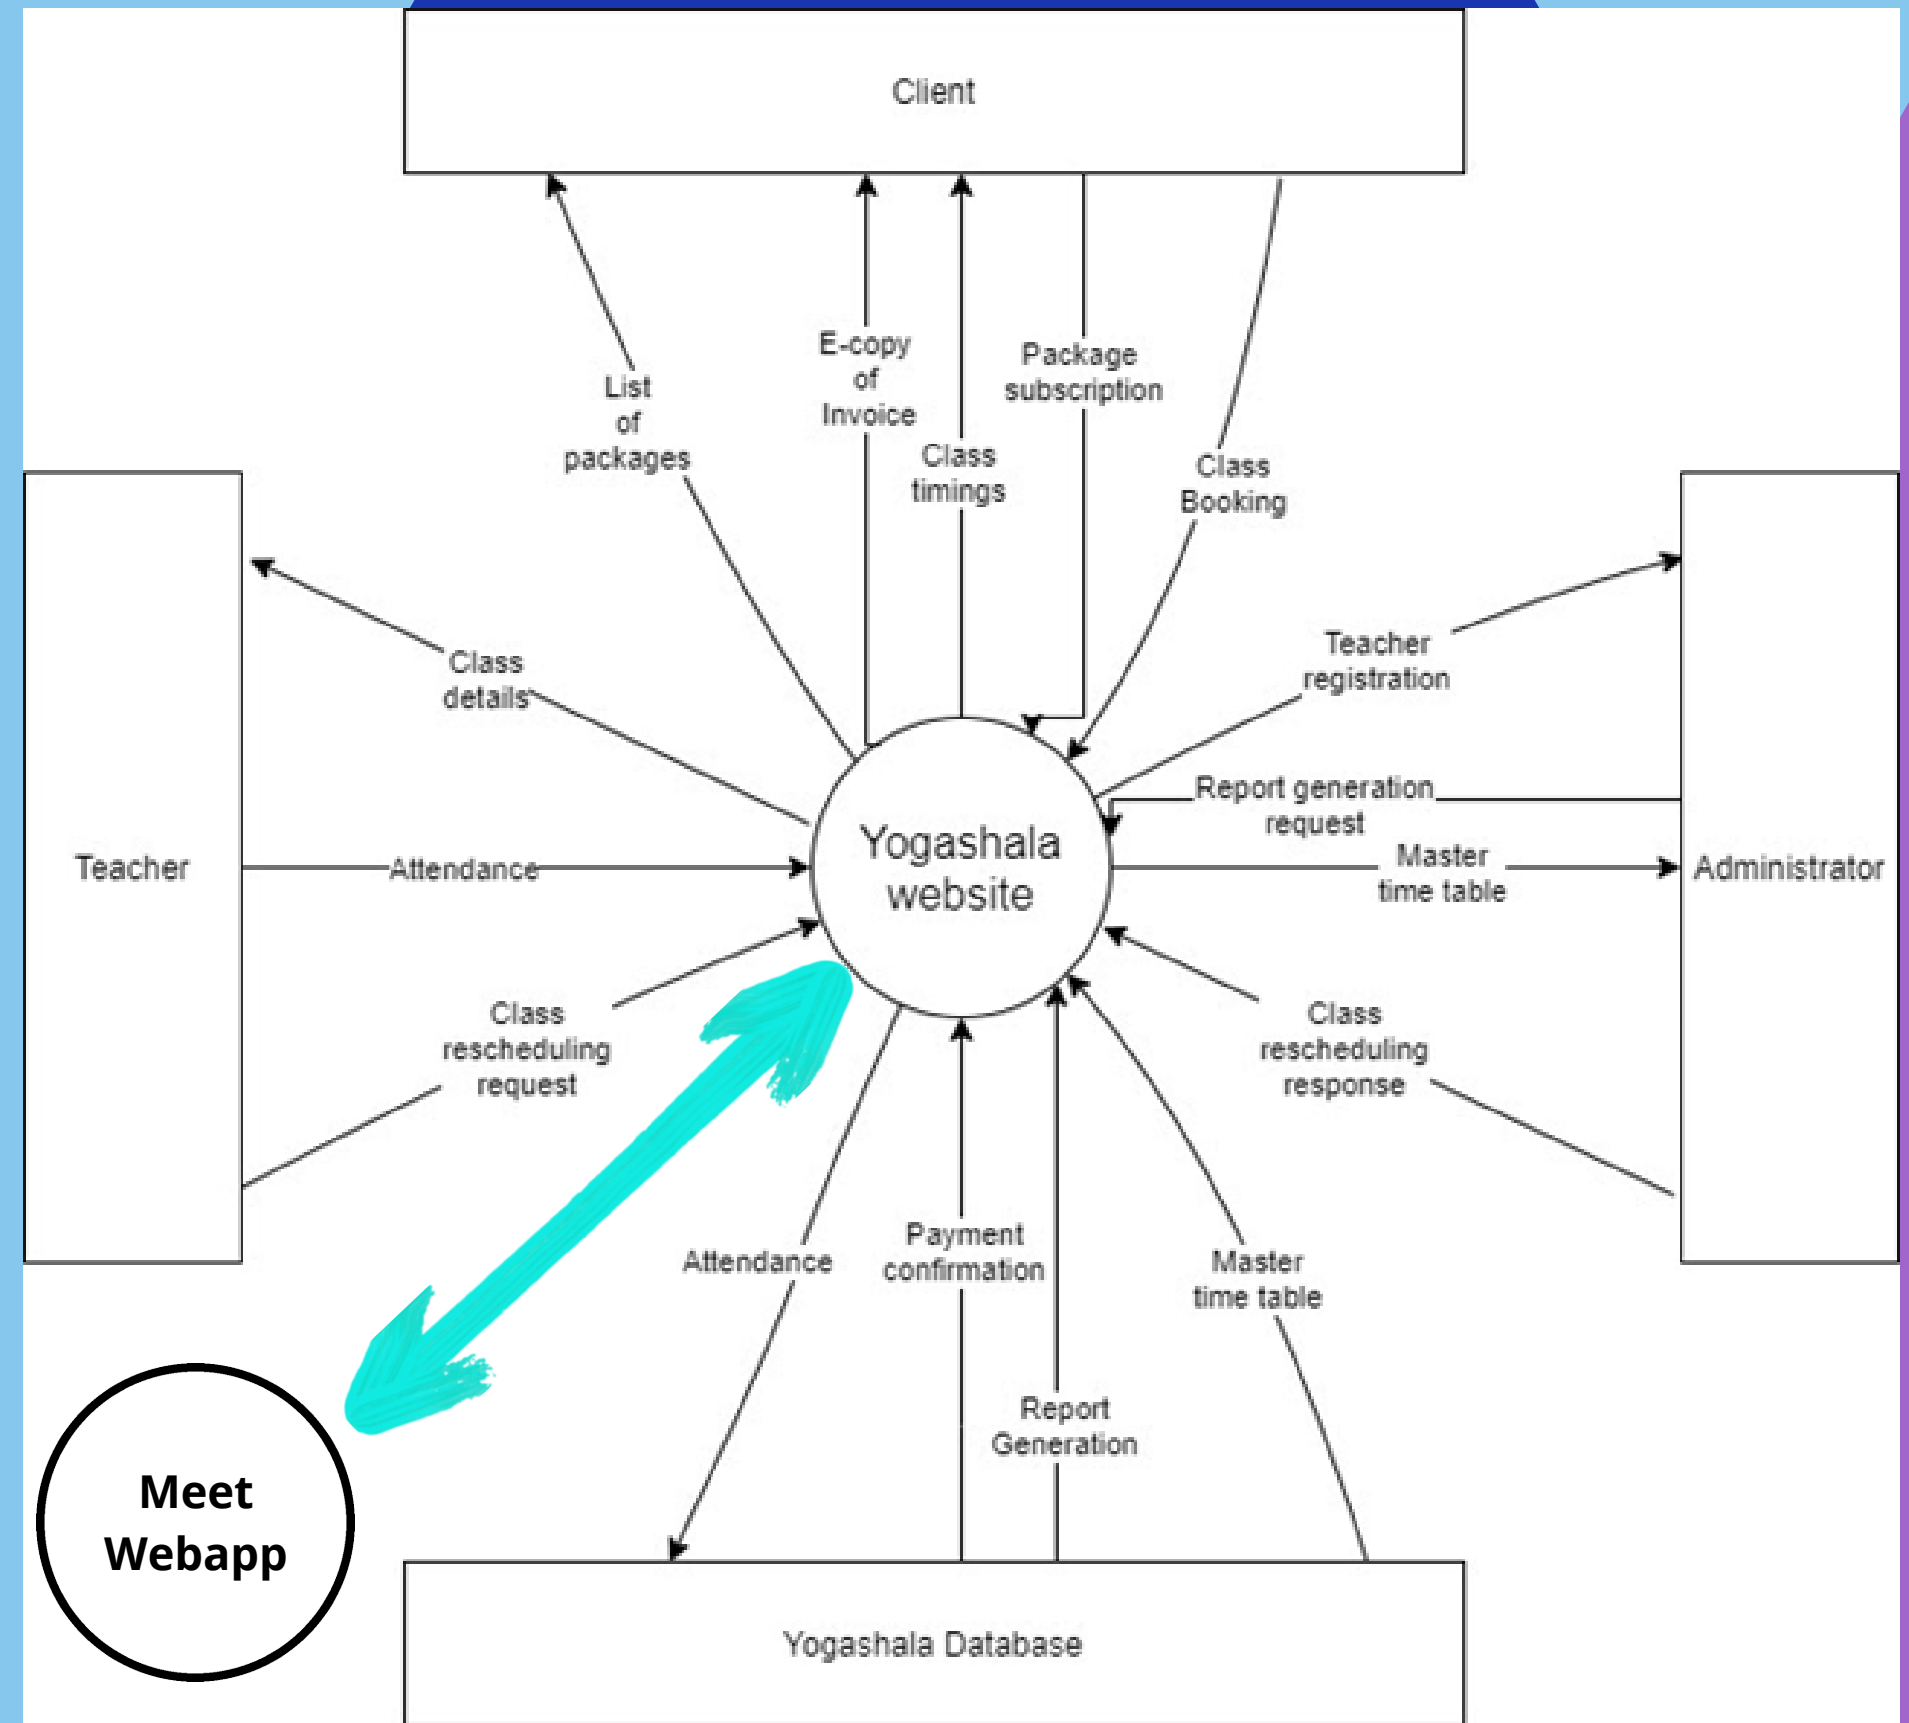 Client
E-copy
of
Invoice
Package
subscription
List
of
packages
Class
timings
Class
Booking
Teacher
registration
Class
details
Report generation
request
Yogashala
website
Teacher
Attendance
Master
time table
Administrator
Class
rescheduling
request
Class
rescheduling
response
Attendance
Payment
confirmation
Master
time table
Report
Generation
Meet
Webapp
Yogashala Database